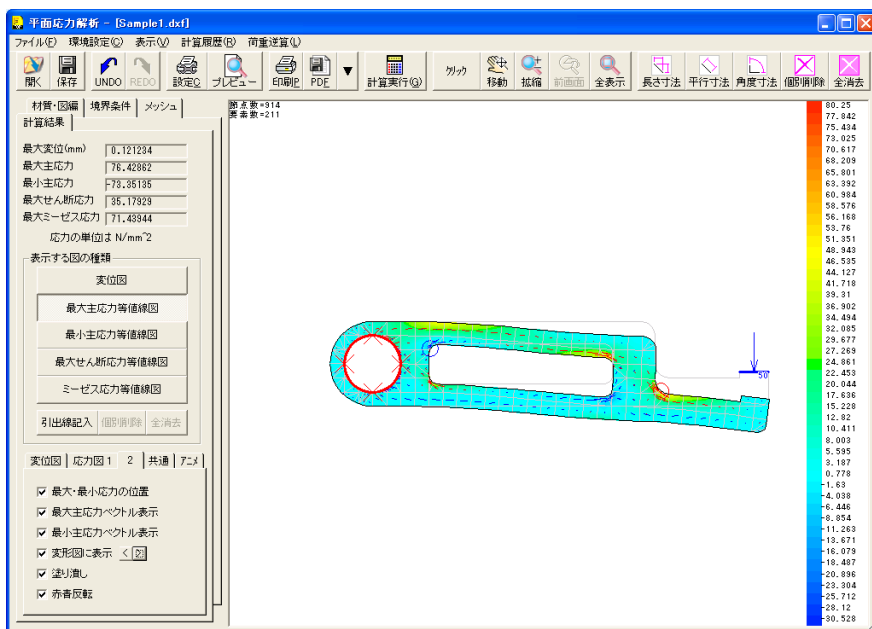 平面応力解析 - [Sample1.dxf]
ファイル(F) 環境設定(O) 表示(V) 計算履歴(R) 荷重逆算(L)
開く 保存 UNDO REDO 設定C プレビュー 印刷P PDF 計算実行(G) クリック 移動 拡縮 前画面 全表示 長さ寸法 平行寸法 角度寸法 個別削除 全消去
材質・図編 境界条件 メッシュ
計算結果
最大変位(mm) 0.121234
最大主応力 76.42862
最小主応力 -73.35135
最大せん断応力 35.17929
最大ミーゼス応力 71.43944
応力の単位は N/mm^2
表示する図の種類
変位図
最大主応力等値線図
最小主応力等値線図
最大せん断応力等値線図
ミーゼス応力等値線図
引出線記入 個別削除 全消去
変位図 応力図1 2 共通 アニメ
最大・最小応力の位置
最大主応力ベクトル表示
最小主応力ベクトル表示
変形図に表示 <
塗り潰し
赤青反転
節点数=914
要素数=211
50
80.25
77.842
75.434
73.025
70.617
68.209
65.801
63.392
60.984
58.576
56.168
53.76
51.351
48.943
46.535
44.127
41.718
39.31
36.902
34.494
32.085
29.677
27.269
24.861
22.453
20.044
17.636
15.228
12.82
10.411
8.003
5.595
3.187
0.778
-1.63
-4.038
-6.446
-8.854
-11.263
-13.671
-16.079
-18.487
-20.896
-23.304
-25.712
-28.12
-30.528